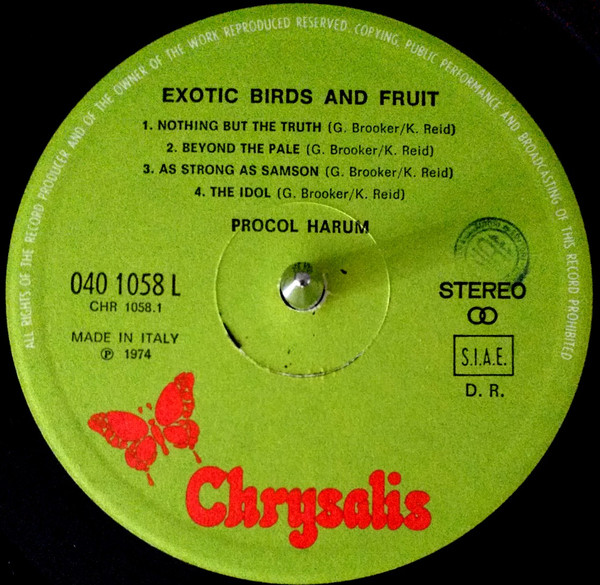 ALL RIGHTS OF THE RECORD PRODUCER AND OF THE OWNER OF THE WORK REPRODUCED RESERVED. COPYING, PUBLIC PERFORMANCE AND BROADCASTING OF THIS RECORD PROHIBITED
EXOTIC BIRDS AND FRUIT
1. NOTHING BUT THE TRUTH (G. Brooker/K. Reid)
2. BEYOND THE PALE (G. Brooker/K. Reid)
3. AS STRONG AS SAMSON (G. Brooker/K. Reid)
4. THE IDOL (G. Brooker/K. Reid)
PROCOL HARUM
040 1058 L
CHR 1058.1
MADE IN ITALY
Ⓟ 1974
STEREO
S.I.A.E.
D. R.
Chrysalis